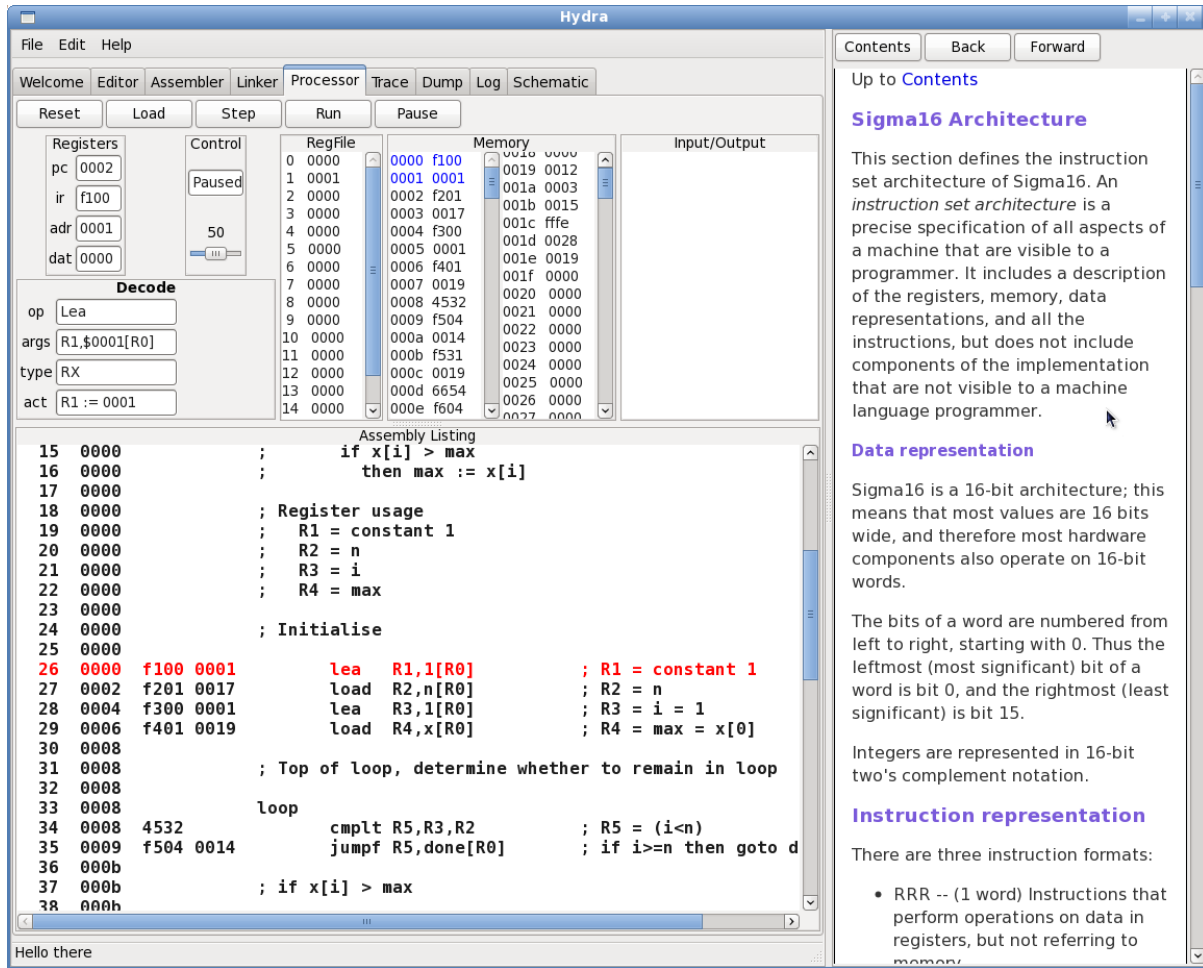 Hydra
File Edit Help
Welcome Editor Assembler Linker Processor Trace Dump Log Schematic
Reset Load Step Run Pause
Registers
pc 0002
ir f100
adr 0001
dat 0000
Control
Paused
50
Decode
op Lea
args R1,$0001[R0]
type RX
act R1 := 0001
RegFile
0 0000
1 0001
2 0000
3 0000
4 0000
5 0000
6 0000
7 0000
8 0000
9 0000
10 0000
11 0000
12 0000
13 0000
14 0000
Memory
0000 f100
0001 0001
0002 f201
0003 0017
0004 f300
0005 0001
0006 f401
0007 0019
0008 4532
0009 f504
000a 0014
000b f531
000c 0019
000d 6654
000e f604
0018 0000
0019 0012
001a 0003
001b 0015
001c fffe
001d 0028
001e 0019
001f 0000
0020 0000
0021 0000
0022 0000
0023 0000
0024 0000
0025 0000
0026 0000
0027 0000
Input/Output
Assembly Listing
15 0000 ; if x[i] > max
16 0000 ; then max := x[i]
17 0000
18 0000 ; Register usage
19 0000 ; R1 = constant 1
20 0000 ; R2 = n
21 0000 ; R3 = i
22 0000 ; R4 = max
23 0000
24 0000 ; Initialise
25 0000
26 0000 f100 0001 lea R1,1[R0] ; R1 = constant 1
27 0002 f201 0017 load R2,n[R0] ; R2 = n
28 0004 f300 0001 lea R3,1[R0] ; R3 = i = 1
29 0006 f401 0019 load R4,x[R0] ; R4 = max = x[0]
30 0008
31 0008 ; Top of loop, determine whether to remain in loop
32 0008
33 0008 loop
34 0008 4532 cmplt R5,R3,R2 ; R5 = (i<n)
35 0009 f504 0014 jumpf R5,done[R0] ; if i>=n then goto d
36 000b
37 000b ; if x[i] > max
38 000b
Hello there
Contents Back Forward
Up to Contents
Sigma16 Architecture
This section defines the instruction
set architecture of Sigma16. An
instruction set architecture is a
precise specification of all aspects of
a machine that are visible to a
programmer. It includes a description
of the registers, memory, data
representations, and all the
instructions, but does not include
components of the implementation
that are not visible to a machine
language programmer.
Data representation
Sigma16 is a 16-bit architecture; this
means that most values are 16 bits
wide, and therefore most hardware
components also operate on 16-bit
words.
The bits of a word are numbered from
left to right, starting with 0. Thus the
leftmost (most significant) bit of a
word is bit 0, and the rightmost (least
significant) is bit 15.
Integers are represented in 16-bit
two's complement notation.
Instruction representation
There are three instruction formats:
• RRR -- (1 word) Instructions that
perform operations on data in
registers, but not referring to
memory.